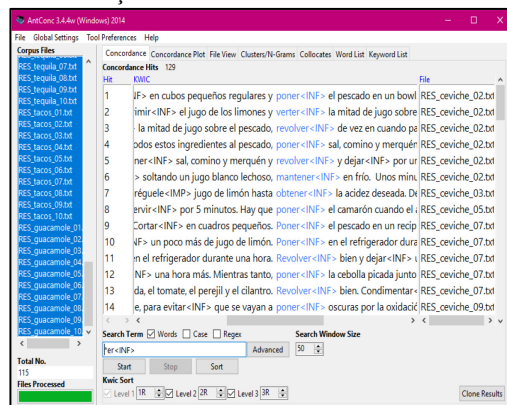 AntConc 3.4.4w (Windows) 2014
File Global Settings Tool Preferences Help
Corpus Files
RES_tequila_07.txt
RES_tequila_08.txt
RES_tequila_09.txt
RES_tequila_10.txt
RES_tacos_01.txt
RES_tacos_02.txt
RES_tacos_03.txt
RES_tacos_04.txt
RES_tacos_05.txt
RES_tacos_06.txt
RES_tacos_07.txt
RES_tacos_08.txt
RES_tacos_09.txt
RES_tacos_10.txt
RES_guacamole_01.
RES_guacamole_02.
RES_guacamole_03.
RES_guacamole_04.
RES_guacamole_05.
RES_guacamole_06.
RES_guacamole_07.
RES_guacamole_08.
RES_guacamole_09.
RES_guacamole_10.
Total No.
115
Files Processed
Concordance Concordance Plot File View Clusters/N-Grams Collocates Word List Keyword List
Concordance Hits 129
Hit KWIC File
1 IF> en cubos pequeños regulares y poner<INF> el pescado en un bowl RES_ceviche_02.txt
2 imir<INF> el jugo de los limones y verter<INF> la mitad de jugo sobre RES_ceviche_02.txt
3 la mitad de jugo sobre el pescado, revolver<INF> de vez en cuando pa RES_ceviche_02.txt
4 odos estos ingredientes al pescado, poner<INF> sal, comino y merquén RES_ceviche_02.txt
5 ner<INF> sal, comino y merquén y revolver<INF> y dejar<INF> por ur RES_ceviche_02.txt
6 > soltando un jugo blanco lechoso, mantener<INF> en frío. Unos minu RES_ceviche_02.txt
7 réguele<IMP> jugo de limón hasta obtener<INF> la acidez deseada. De RES_ceviche_03.txt
8 ervir<INF> por 5 minutos. Hay que poner<INF> el camarón cuando el RES_ceviche_05.txt
9 Cortar<INF> en cuadros pequeños. Poner<INF> el pescado en un recip RES_ceviche_07.txt
10 IF> un poco más de jugo de limón. Poner<INF> en el refrigerador dura RES_ceviche_07.txt
11 n el refrigerador durante una hora. Revolver<INF> bien y dejar<INF> RES_ceviche_07.txt
12 NF> una hora más. Mientras tanto, poner<INF> la cebolla picada junto RES_ceviche_07.txt
13 da, el tomate, el perejil y el cilantro. Revolver<INF> bien. Condimentar< RES_ceviche_07.txt
14 e, para evitar<INF> que se vayan a poner<INF> oscuras por la oxidació RES_ceviche_09.txt
Search Term Words Case Regex Search Window Size
*er<INF> Advanced 50
Start Stop Sort
Kwic Sort
Level 1 1R Level 2 2R Level 3 3R Clone Results